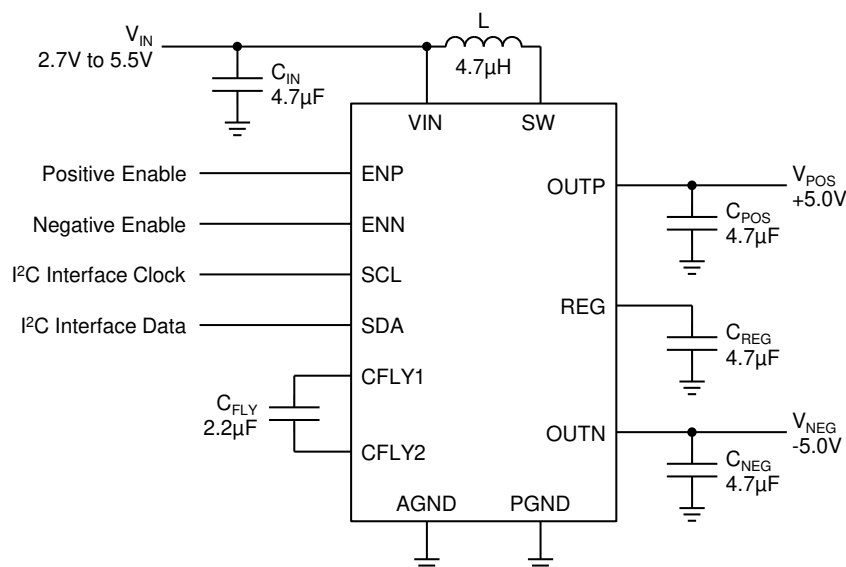 L
V_IN
2.7V to 5.5V
4.7µH
C_IN
4.7µF
VIN
SW
Positive Enable
ENP
OUTP
V_POS
+5.0V
Negative Enable
ENN
C_POS
4.7µF
I²C Interface Clock
SCL
REG
I²C Interface Data
SDA
C_REG
4.7µF
CFLY1
C_FLY
2.2µF
CFLY2
OUTN
V_NEG
-5.0V
C_NEG
4.7µF
AGND
PGND